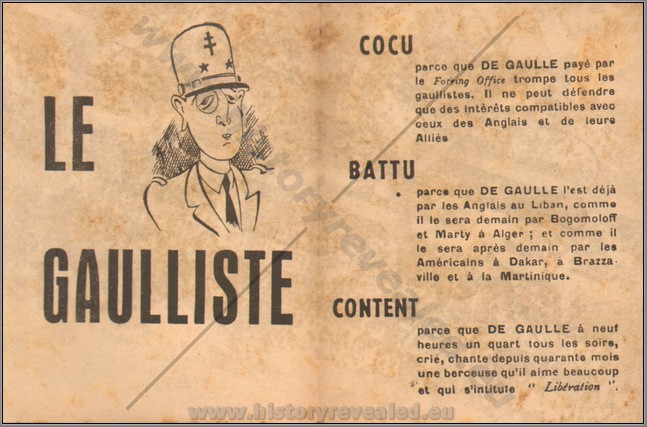 LE
GAULLISTE
COCU
parce que DE GAULLE payé par
le Foreing Office trompe tous les
gaullistes. Il ne peut défendre
que des intérêts compatibles avec
ceux des Anglais et de leurs
Alliés
BATTU
parce que DE GAULLE l'est déjà
par les Anglais au Liban, comme
il le sera demain par Bogomoloff
et Marty à Alger ; et comme il
le sera après demain par les
Américains à Dakar, à Brazza-
ville et à la Martinique.
CONTENT
parce que DE GAULLE à neuf
heures un quart tous les soirs,
crie, chante depuis quarante mois
une berceuse qu'il aime beaucoup
et qui s'intitule " Libération ".
www.historyrevealed.eu